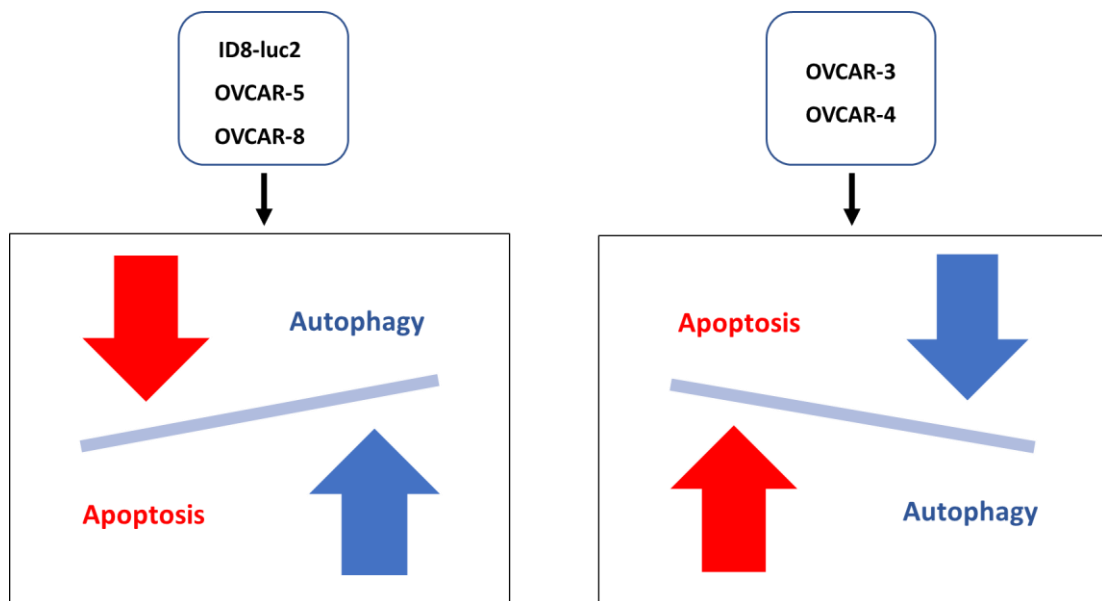 ID8-luc2
OVCAR-5
OVCAR-8
OVCAR-3
OVCAR-4
Autophagy
Apoptosis
Apoptosis
Autophagy